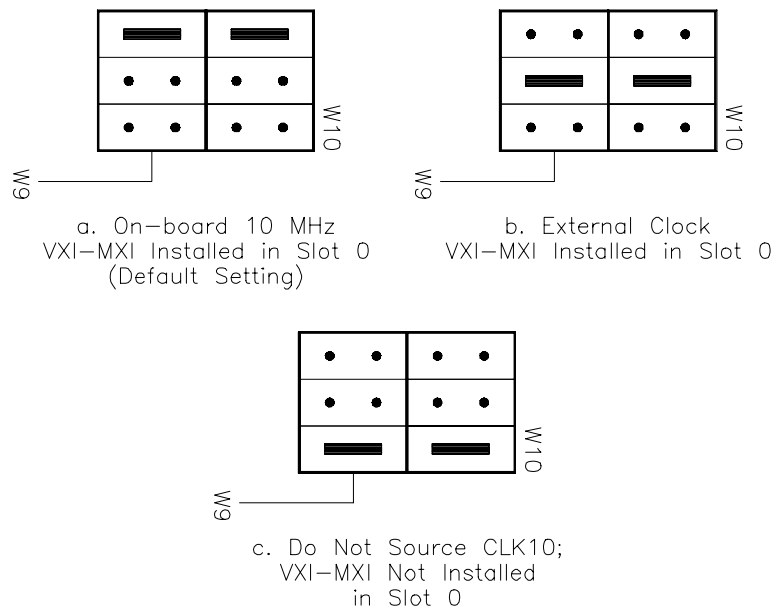 W10
W9
a. On-board 10 MHz
VXI-MXI Installed in Slot 0
(Default Setting)
W10
W9
b. External Clock
VXI-MXI Installed in Slot 0
W10
W9
c. Do Not Source CLK10;
VXI-MXI Not Installed
in Slot 0